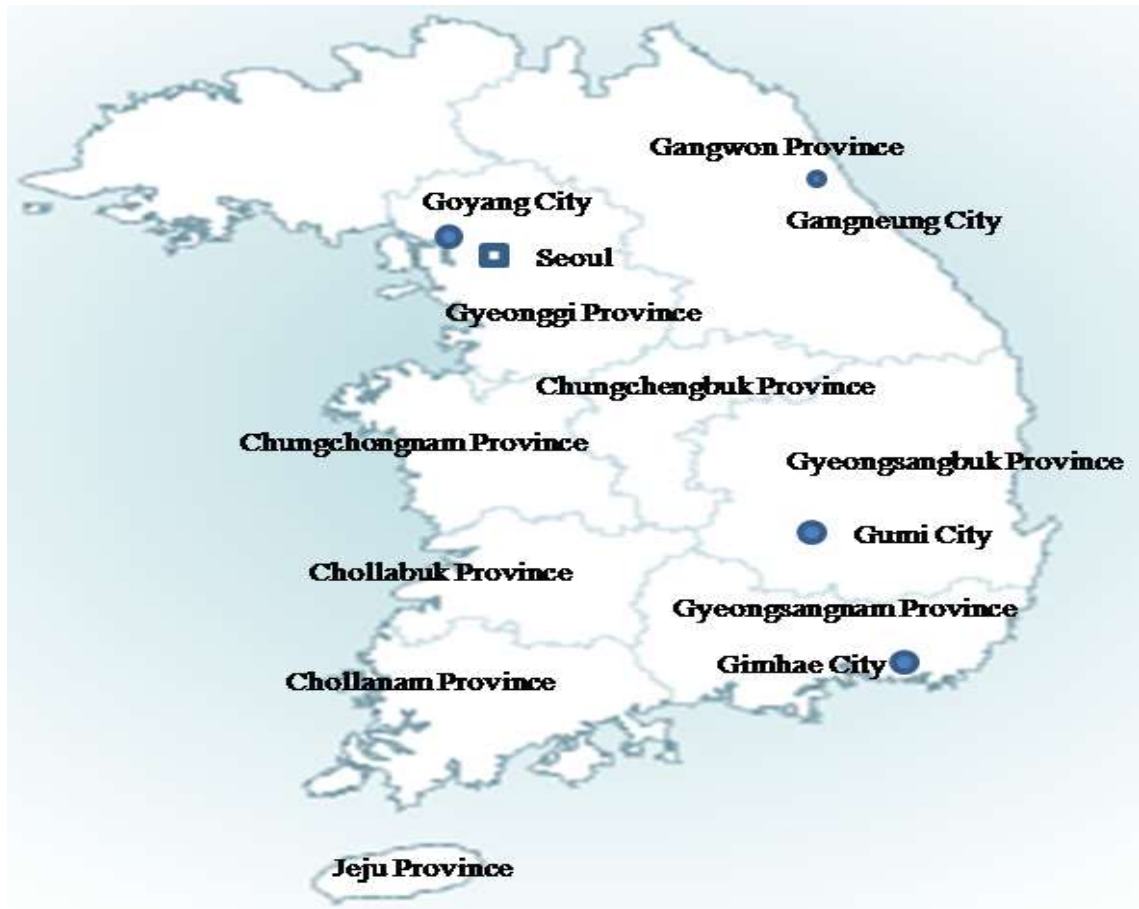 Gangwon Province
Goyang City
Gangneung City
Seoul
Gyeonggi Province
Chungchengbuk Province
Chungchongnam Province
Gyeongsangbuk Province
Gumi City
Chollabuk Province
Gyeongsangnam Province
Gimhae City
Chollanam Province
Jeju Province